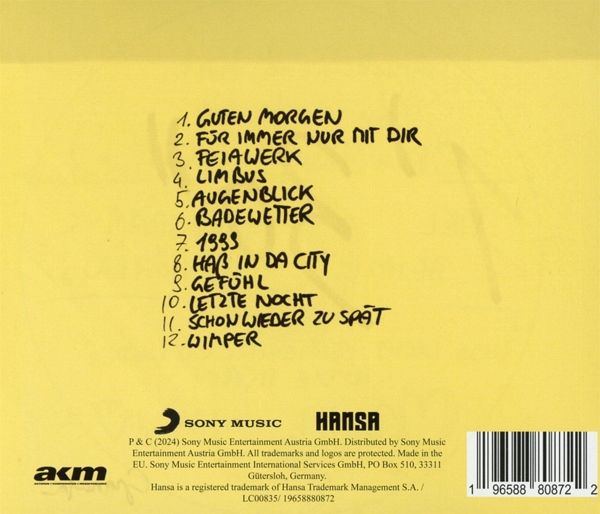 1. GUTEN MORGEN
2. FÜR IMMER NUR MIT DIR
3. FEIAWERK
4. LIMBUS
5. AUGENBLICK
6. BADEWETTER
7. 1999
8. HAß IN DA CITY
9. GEFÜHL
10. LETZTE NOCHT
11. SCHON WIEDER ZU SPÄT
12. WIMPER
SONY MUSIC HANSA
P & C (2024) Sony Music Entertainment Austria GmbH. Distributed by Sony Music
Entertainment Austria GmbH. All trademarks and logos are protected. Made in the
EU. Sony Music Entertainment International Services GmbH, PO Box 510, 33311
Gütersloh, Germany.
Hansa is a registered trademark of Hansa Trademark Management S.A. /
LC00835/ 19658880872
akm
1 96588 80872 2